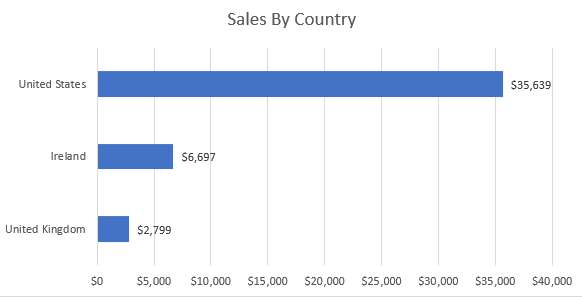 Sales By Country
United States $35,639
Ireland $6,697
United Kingdom $2,799
$0 $5,000 $10,000 $15,000 $20,000 $25,000 $30,000 $35,000 $40,000